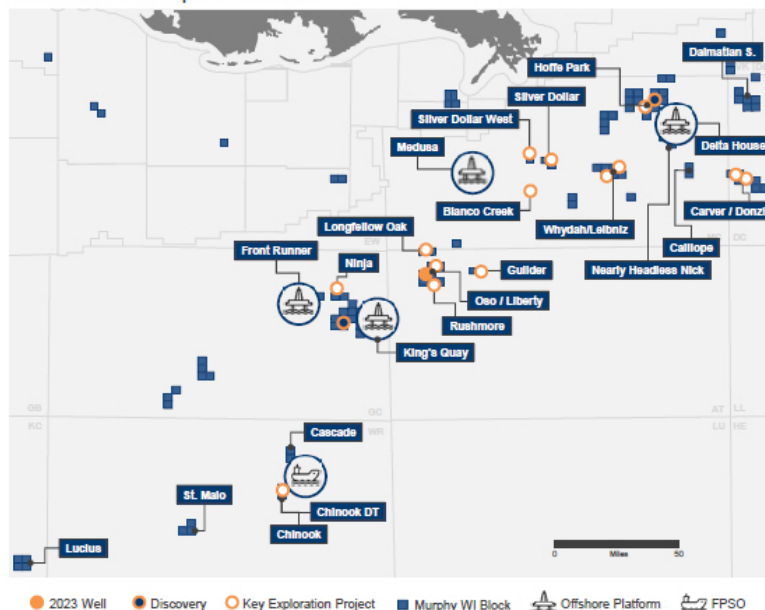 Dalmatian S.
Hoffe Park
Silver Dollar
Silver Dollar West
Medusa
Delta House
Blanco Creek
Carver / Donzi
Whydah/Leibniz
Longfellow Oak
Calliope
EW
DC
Front Runner
Ninja
Guilder
Nearly Headless Nick
Oso / Liberty
Rushmore
King's Quay
GB
GC
AT
LL
KC
WR
LU
HE
Cascade
St. Malo
Chinook DT
Chinook
Lucius
0
Miles
50
2023 Well
Discovery
Key Exploration Project
Murphy WI Block
Offshore Platform
FPSO